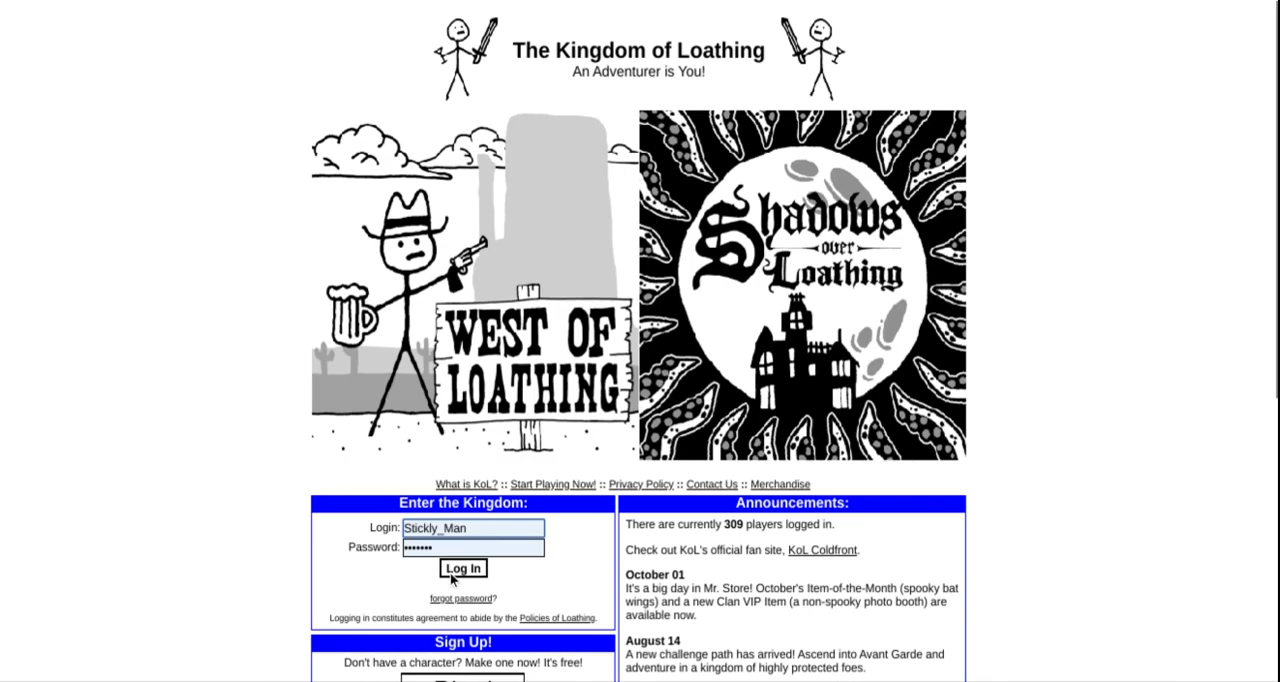 The Kingdom of Loathing
An Adventurer is You!
WEST OF
LOATHING
Shadows
over
Loathing
What is KoL? :: Start Playing Now! :: Privacy Policy :: Contact Us :: Merchandise
Enter the Kingdom:
Login: Stickly_Man
Password: •••••••
Log In
forgot password?
Logging in constitutes agreement to abide by the Policies of Loathing.
Sign Up!
Don't have a character? Make one now! It's free!
Announcements:
There are currently 309 players logged in.
Check out KoL's official fan site, KoL Coldfront.
October 01
It's a big day in Mr. Store! October's Item-of-the-Month (spooky bat
wings) and a new Clan VIP Item (a non-spooky photo booth) are
available now.
August 14
A new challenge path has arrived! Ascend into Avant Garde and
adventure in a kingdom of highly protected foes.